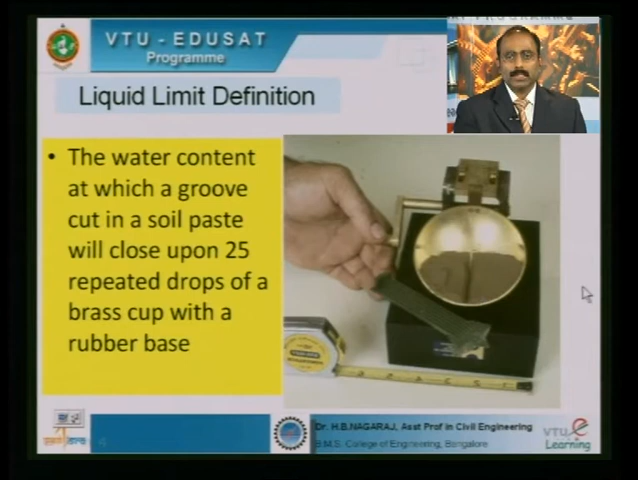 VTU - EDUSAT
Programme
Liquid Limit Definition
• The water content
at which a groove
cut in a soil paste
will close upon 25
repeated drops of a
brass cup with a
rubber base
Dr. H.B.NAGARAJ, Asst Prof in Civil Engineering
B.M.S. College of Engineering, Bangalore
VTU e
Learning